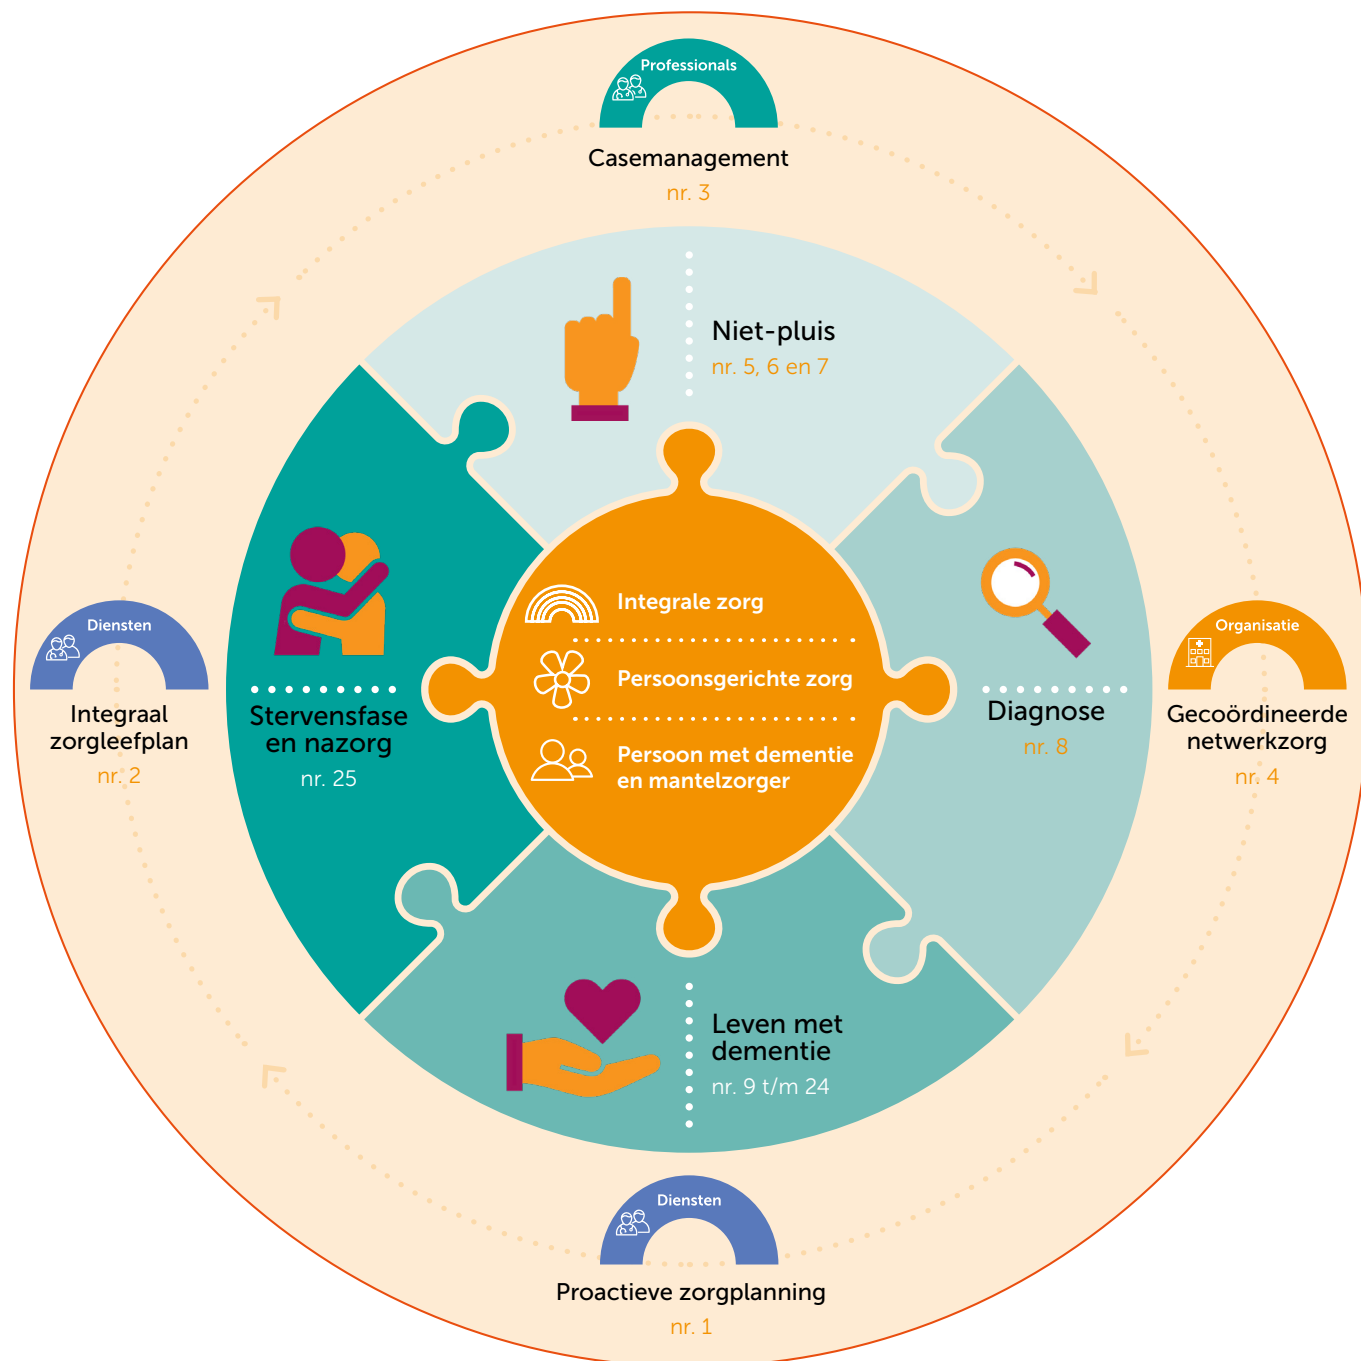 Professionals
Casemanagement
nr. 3
Niet-pluis
nr. 5, 6 en 7
Integrale zorg
Persoonsgerichte zorg
Persoon met dementie
en mantelzorger
Diensten
Integraal
zorgleefplan
nr. 2
Stervensfase
en nazorg
nr. 25
Diagnose
nr. 8
Organisatie
Gecoördineerde
netwerkzorg
nr. 4
Leven met
dementie
nr. 9 t/m 24
Diensten
Proactieve zorgplanning
nr. 1